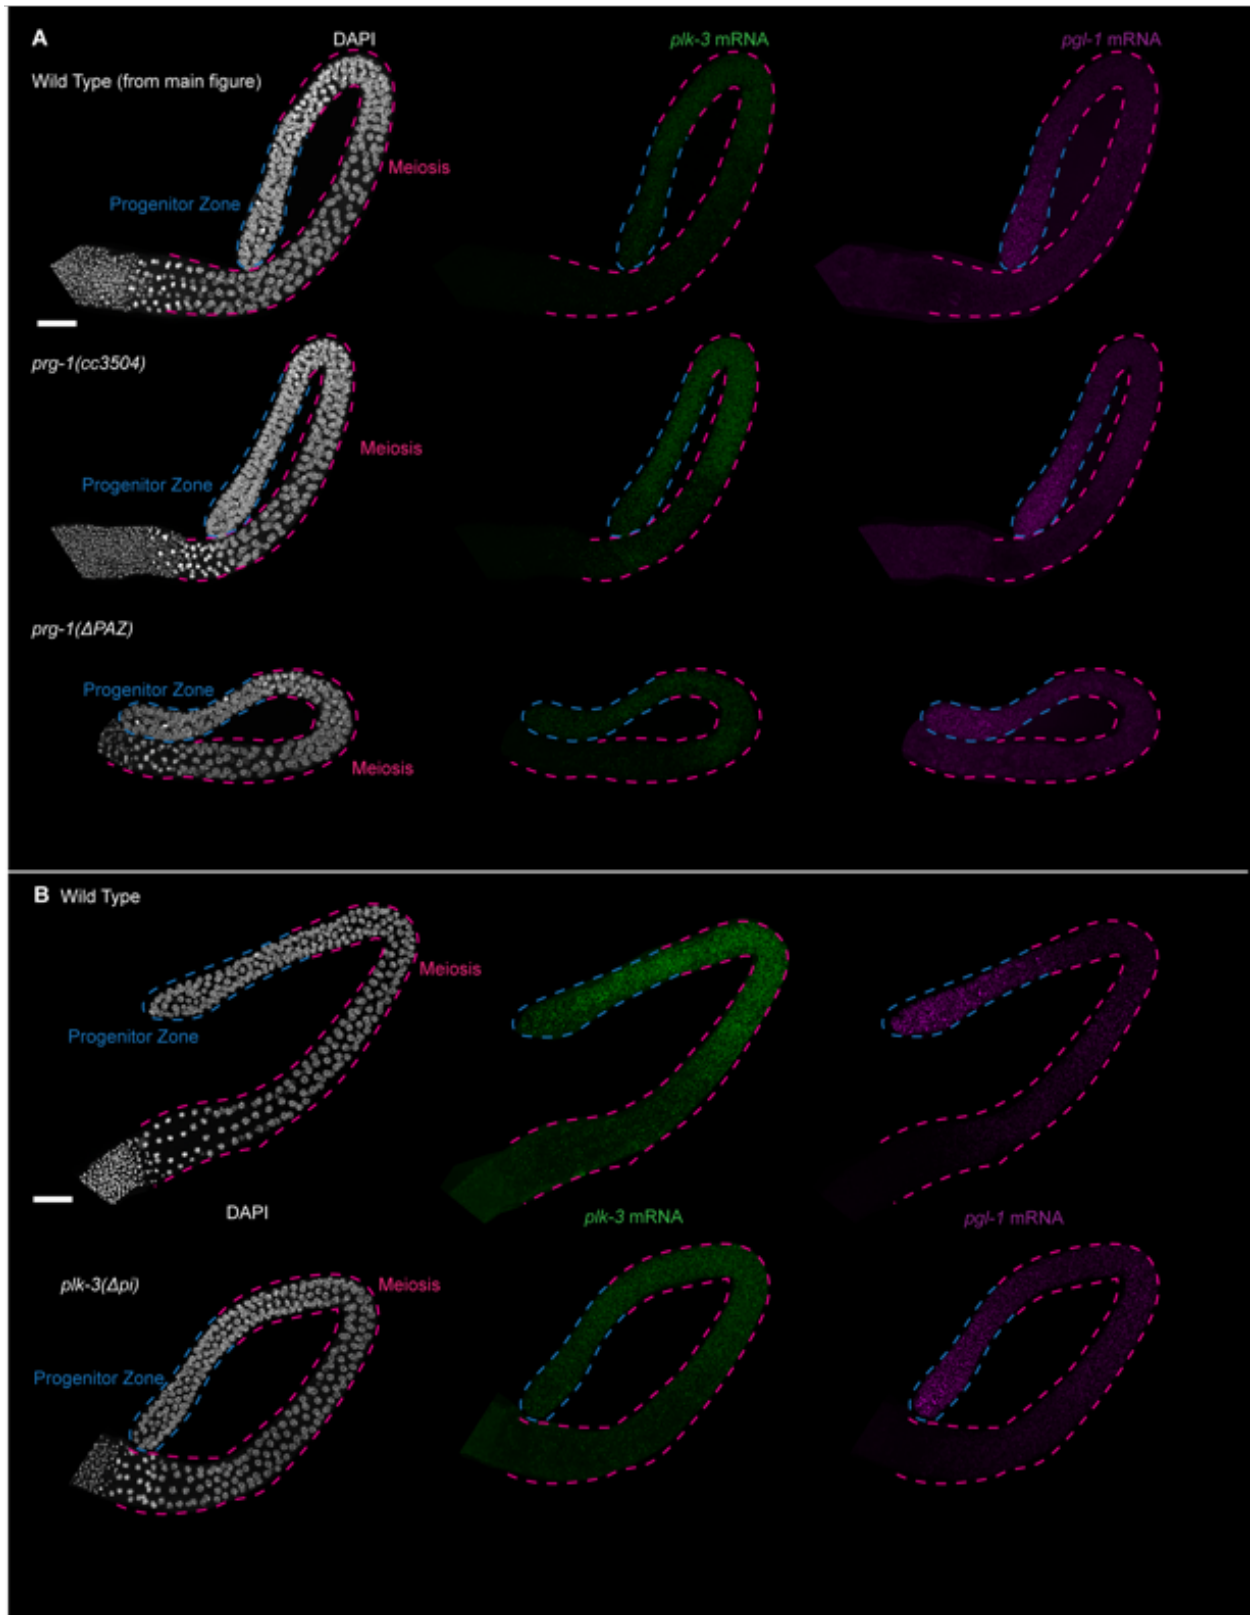 A
DAPI
plk-3 mRNA
pgl-1 mRNA
Wild Type (from main figure)
Meiosis
Progenitor Zone
prg-1(cc3504)
Meiosis
Progenitor Zone
prg-1(ΔPAZ)
Progenitor Zone
Meiosis
B Wild Type
Meiosis
Progenitor Zone
DAPI
plk-3 mRNA
pgl-1 mRNA
plk-3(Δpi)
Meiosis
Progenitor Zone